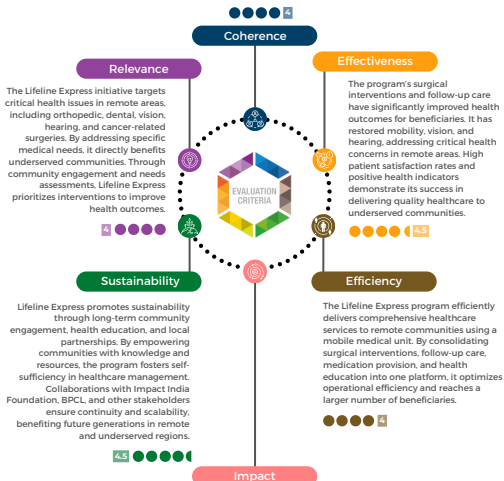 4
Coherence
Relevance
The Lifeline Express initiative targets
critical health issues in remote areas,
including orthopedic, dental, vision,
hearing, and cancer-related
surgeries. By addressing specific
medical needs, it directly benefits
underserved communities. Through
community engagement and needs
assessments, Lifeline Express
prioritizes interventions to improve
health outcomes.
4
Effectiveness
The program's surgical
interventions and follow-up care
have significantly improved health
outcomes for beneficiaries. It has
restored mobility, vision, and
hearing, addressing critical health
concerns in remote areas. High
patient satisfaction rates and
positive health indicators
demonstrate its success in
delivering quality healthcare to
underserved communities.
4.5
EVALUATION
CRITERIA
Sustainability
Lifeline Express promotes sustainability
through long-term community
engagement, health education, and local
partnerships. By empowering
communities with knowledge and
resources, the program fosters self-
sufficiency in healthcare management.
Collaborations with Impact India
Foundation, BPCL, and other stakeholders
ensure continuity and scalability,
benefiting future generations in remote
and underserved regions.
4.5
Efficiency
The Lifeline Express program efficiently
delivers comprehensive healthcare
services to remote communities using a
mobile medical unit. By consolidating
surgical interventions, follow-up care,
medication provision, and health
education into one platform, it optimizes
operational efficiency and reaches a
larger number of beneficiaries.
4
Impact